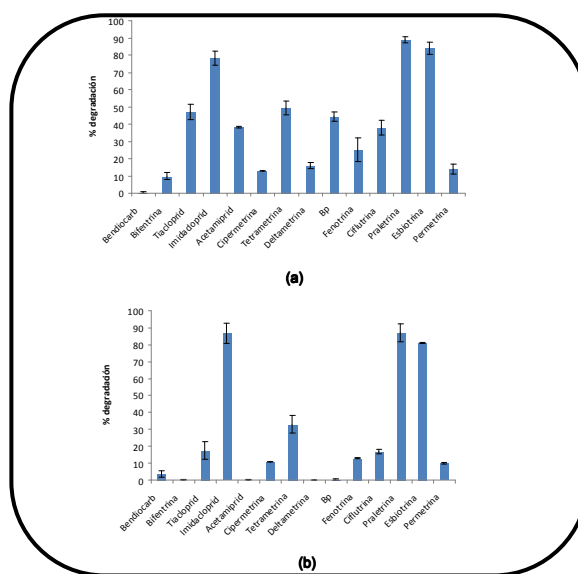 100
90
80
70
60
50
40
30
20
10
0
% degradación
Bendiocarb
Bifentrina
Tiacloprid
Imidacloprid
Acetamiprid
Cipermetrina
Tetrametrina
Deltametrina
Bp
Fenotrina
Ciflutrina
Praletrina
Esbiotrina
Permetrina
(a)
100
90
80
70
60
50
40
30
20
10
0
% degradación
Bendiocarb
Bifentrina
Tiacloprid
Imidacloprid
Acetamiprid
Cipermetrina
Tetrametrina
Deltametrina
Bp
Fenotrina
Ciflutrina
Praletrina
Esbiotrina
Permetrina
(b)